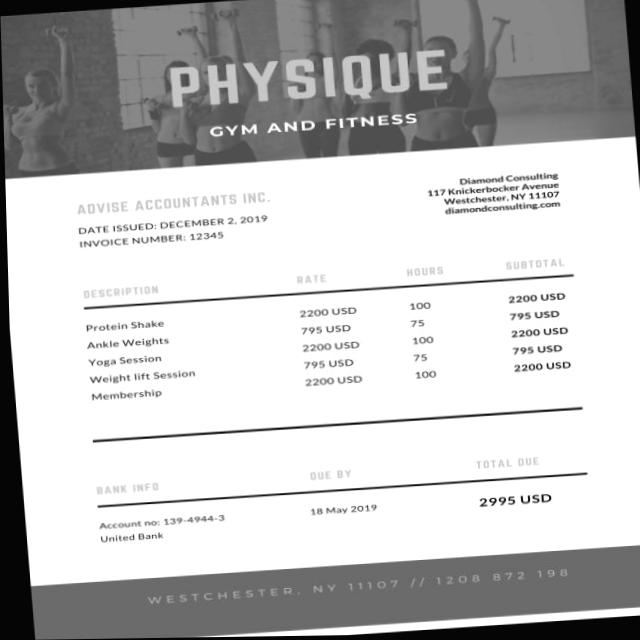 PHYSIQUE
GYM AND FITNESS
ADVISE ACCOUNTANTS INC.
DATE ISSUED: DECEMBER 2, 2019
INVOICE NUMBER: 12345
Diamond Consulting
117 Knickerbocker Avenue
Westchester, NY 11107
diamondconsulting.com
DESCRIPTION RATE HOURS SUBTOTAL
Protein Shake 2200 USD 100 2200 USD
Ankle Weights 795 USD 75 795 USD
Yoga Session 2200 USD 100 2200 USD
Weight lift Session 795 USD 75 795 USD
Membership 2200 USD 100 2200 USD
BANK INFO DUE BY TOTAL DUE
Account no: 139-4944-3 18 May 2019 2995 USD
United Bank
WESTCHESTER, NY 11107 // 1208 872 198